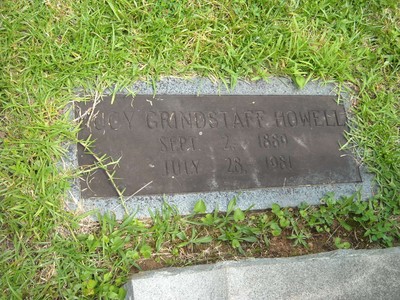 GRINDSTAFF HOWELL
SEPT. 2, 1889
JULY 28, 1981